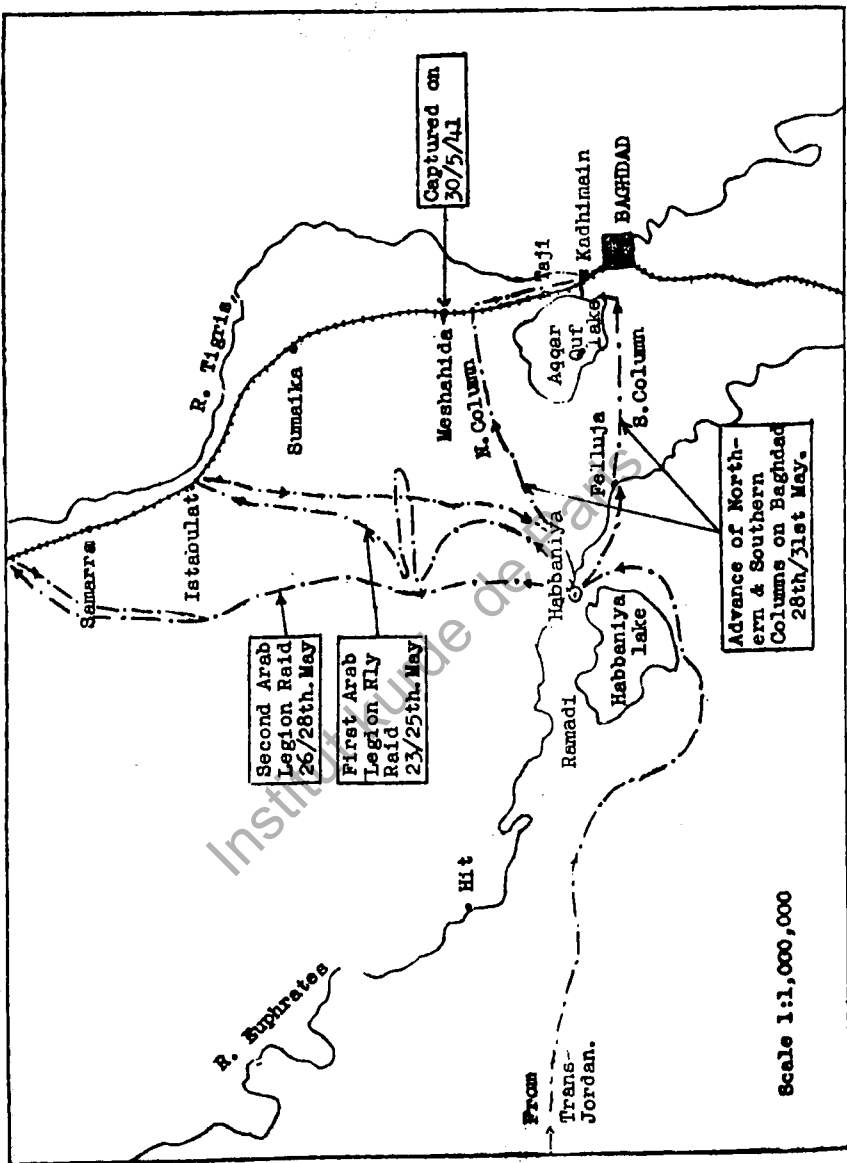 R. Tigris
Samarra
Istabulat
Sumaika
Second Arab
Legion Raid
26/28th.May
First Arab
Legion Rly
Raid
23/25th.May
Captured on
30/5/41
Meshahida
N.Column
Taji
Kadhimain
BAGHDAD
Aqqar
Quf
lake
S.Column
Felluja
Habbaniya
Habbaniya
lake
Ramadi
Hit
R. Euphrates
From
Trans-
Jordan.
Advance of North-
ern & Southern
Columns on Baghdad
28th/31st May.
Scale 1:1,000,000
Institut kurde de Paris